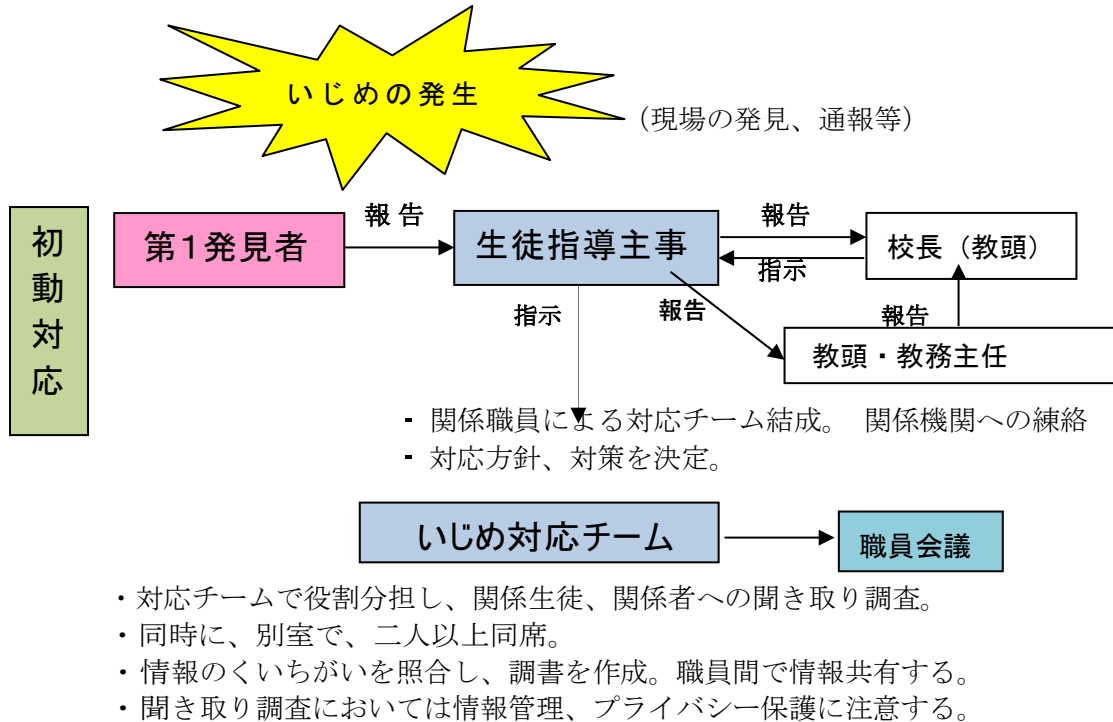 いじめの発生
（現場の発見、通報等）
初動対応
第１発見者
報 告
生徒指導主事
報告
指示
校長（教頭）
指示
報告
報告
教頭・教務主任
- 関係職員による対応チーム結成。 関係機関への練絡
- 対応方針、対策を決定。
いじめ対応チーム
職員会議
・対応チームで役割分担し、関係生徒、関係者への聞き取り調査。
・同時に、別室で、二人以上同席。
・情報のくいちがいを照合し、調書を作成。職員間で情報共有する。
・聞き取り調査においては情報管理、プライバシー保護に注意する。